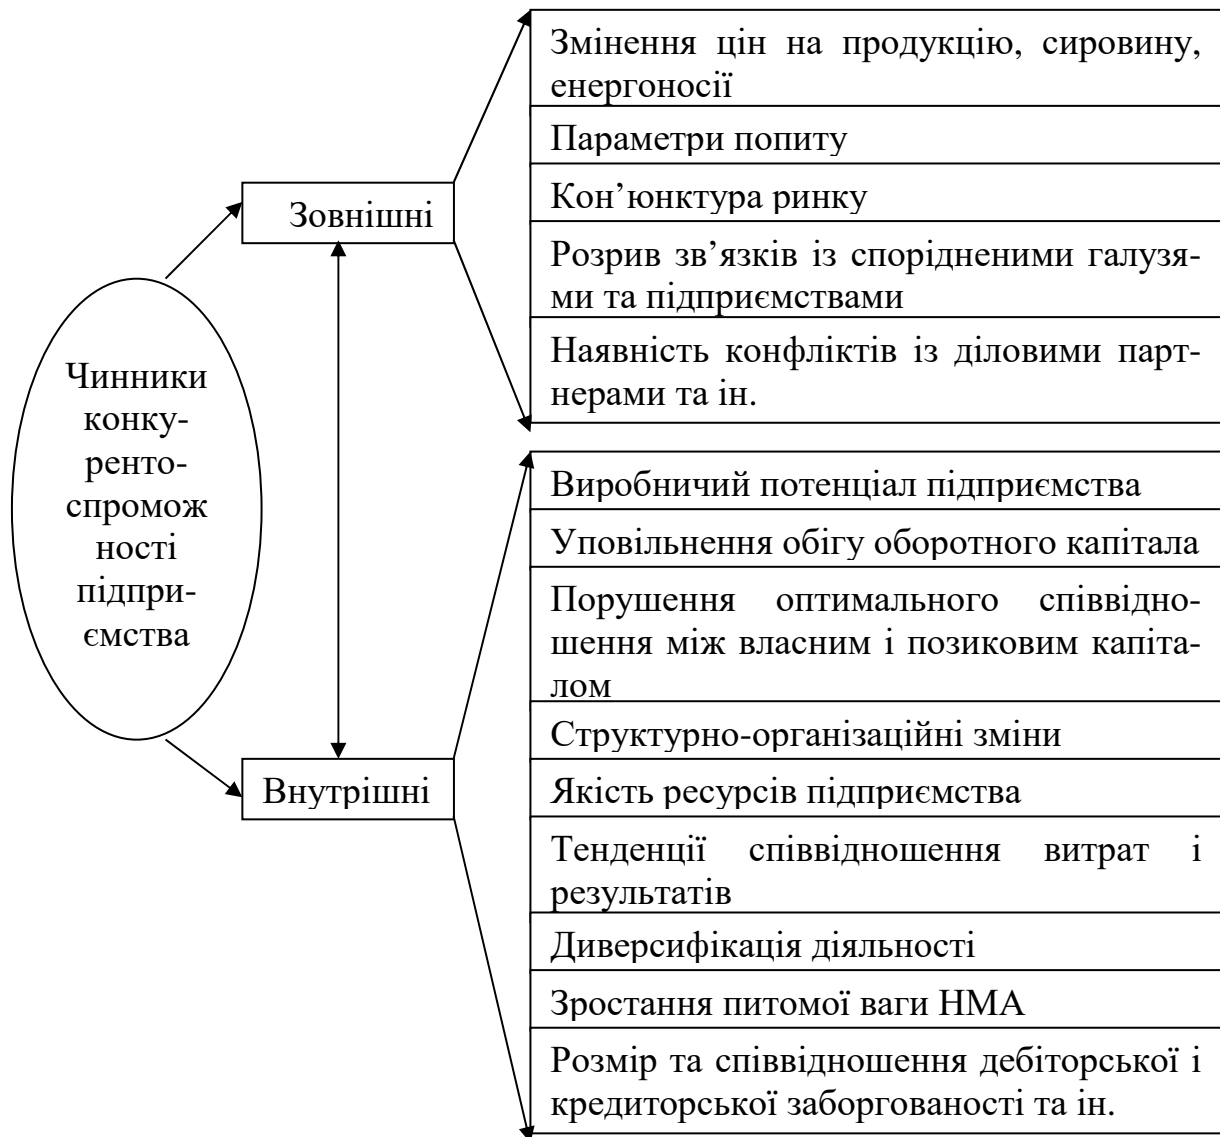 Чинники
конку-
ренто-
спромож
ності
підпри-
ємства
Зовнішні
Змінення цін на продукцію, сировину,
енергоносії
Параметри попиту
Кон’юнктура ринку
Розрив зв’язків із спорідненими галузя-
ми та підприємствами
Наявність конфліктів із діловими парт-
нерами та ін.
Внутрішні
Виробничий потенціал підприємства
Уповільнення обігу оборотного капітала
Порушення оптимального співвідно-
шення між власним і позиковим капіта-
лом
Структурно-організаційні зміни
Якість ресурсів підприємства
Тенденції співвідношення витрат і
результатів
Диверсифікація діяльності
Зростання питомої ваги НМА
Розмір та співвідношення дебіторської і
кредиторської заборгованості та ін.